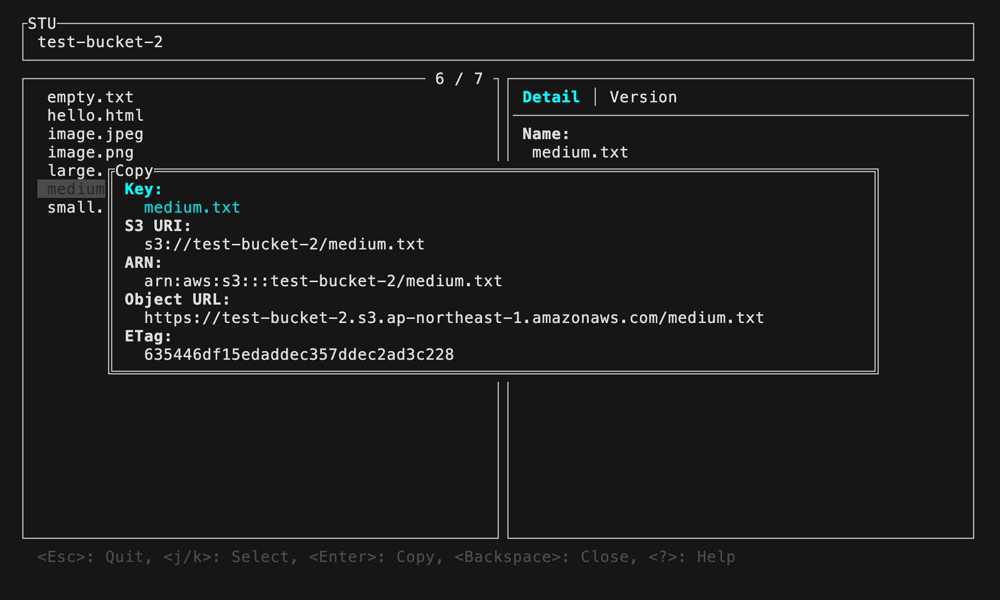 STU
test-bucket-2
6 / 7
empty.txt
hello.html
image.jpeg
image.png
large.
medium
small.
Detail │ Version
Name:
medium.txt
Copy
Key:
medium.txt
S3 URI:
s3://test-bucket-2/medium.txt
ARN:
arn:aws:s3:::test-bucket-2/medium.txt
Object URL:
https://test-bucket-2.s3.ap-northeast-1.amazonaws.com/medium.txt
ETag:
635446df15edaddec357ddec2ad3c228
<Esc>: Quit, <j/k>: Select, <Enter>: Copy, <Backspace>: Close, <?>: Help